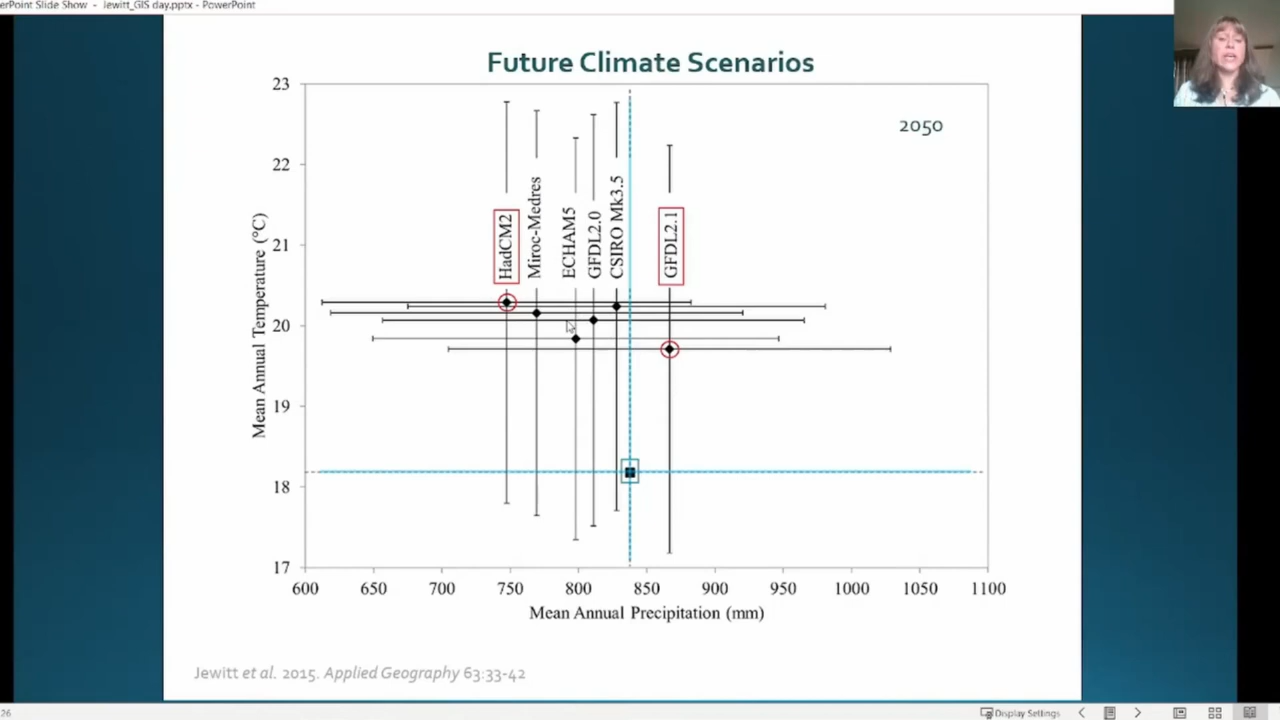 erPoint Slide Show - Jewitt_GIS day.pptx - PowerPoint
Future Climate Scenarios
2050
23
22
21
20
19
18
17
Mean Annual Temperature (°C)
HadCM2
Miroc-Medres
ECHAM5
GFDL2.0
CSIRO Mk3.5
GFDL2.1
600 650 700 750 800 850 900 950 1000 1050 1100
Mean Annual Precipitation (mm)
Jewitt et al. 2015. Applied Geography 63:33-42
26
Display Settings